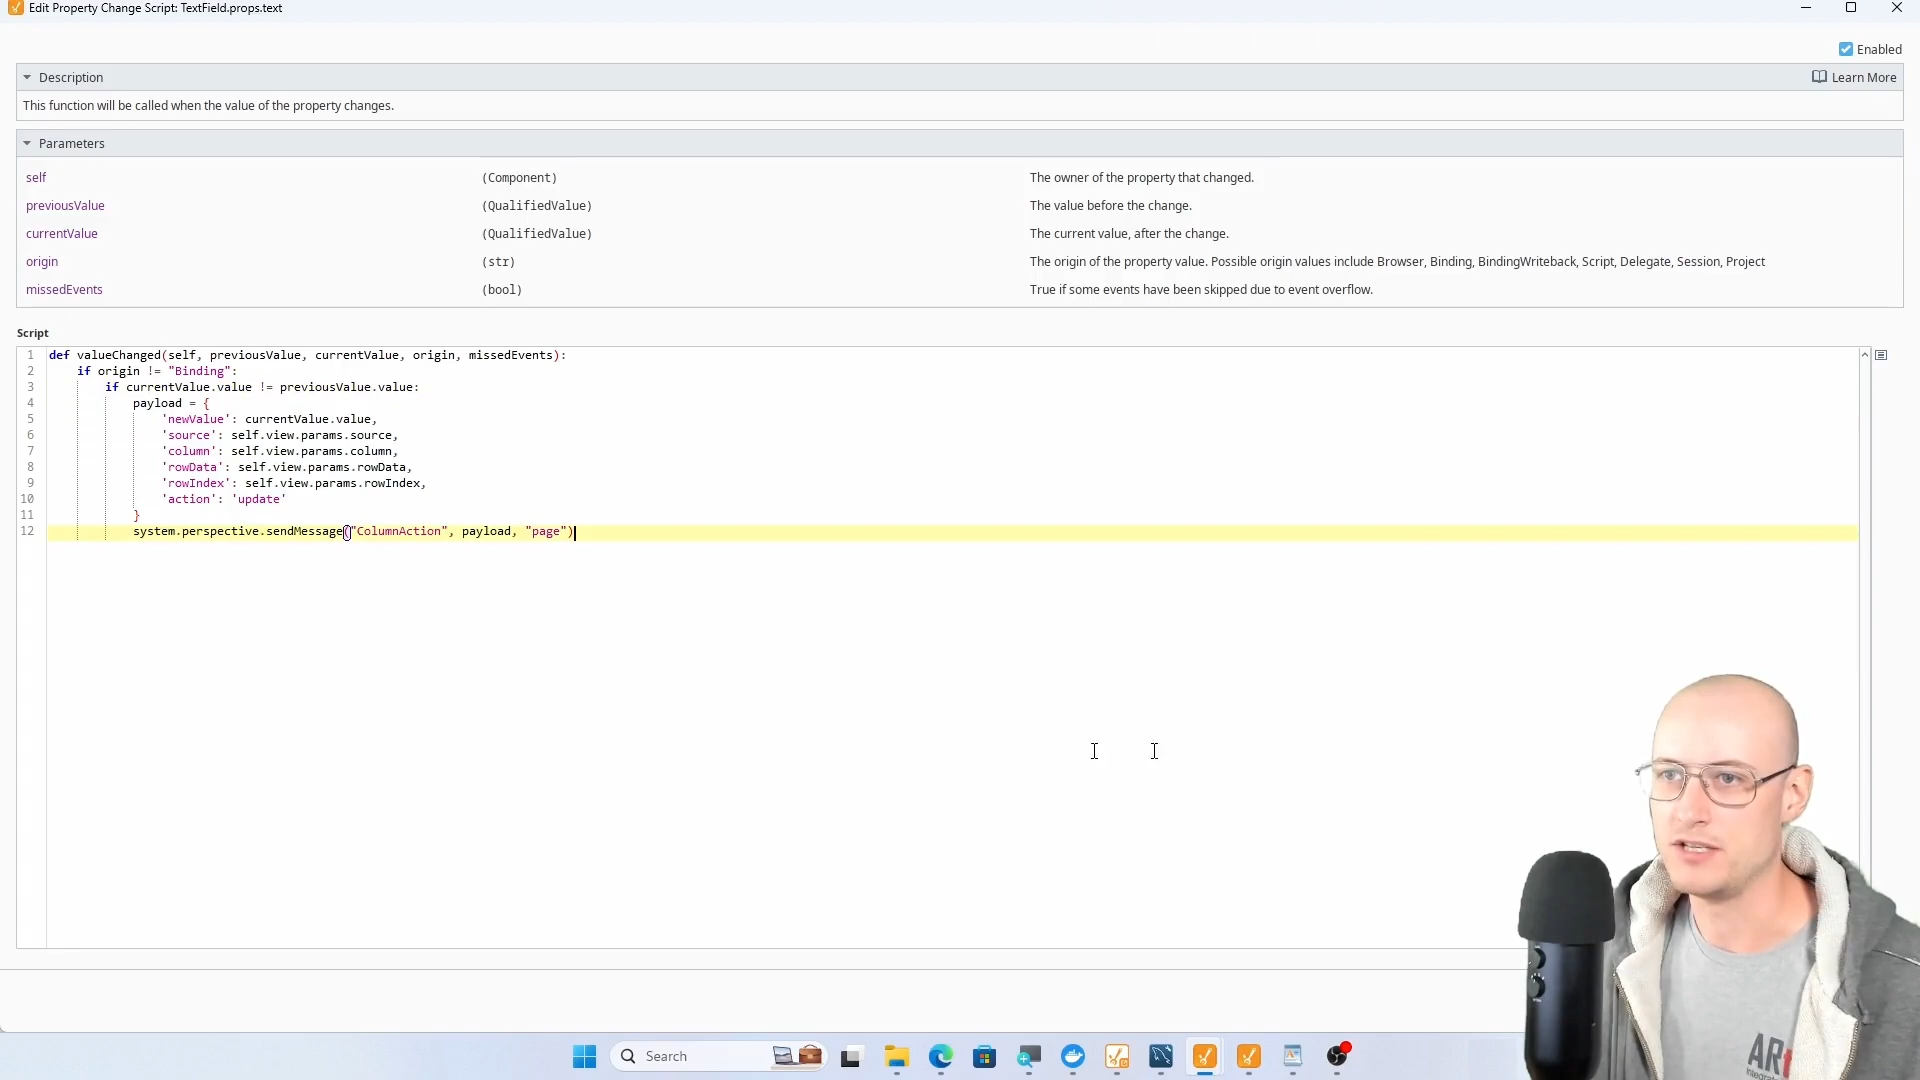 Edit Property Change Script: TextField.props.text
Enabled
Description
Learn More
This function will be called when the value of the property changes.
Parameters
self (Component) The owner of the property that changed.
previousValue (QualifiedValue) The value before the change.
currentValue (QualifiedValue) The current value, after the change.
origin (str) The origin of the property value. Possible origin values include Browser, Binding, BindingWriteback, Script, Delegate, Session, Project
missedEvents (bool) True if some events have been skipped due to event overflow.
Script
1 def valueChanged(self, previousValue, currentValue, origin, missedEvents):
2 if origin != "Binding":
3 if currentValue.value != previousValue.value:
4 payload = {
5 'newValue': currentValue.value,
6 'source': self.view.params.source,
7 'column': self.view.params.column,
8 'rowData': self.view.params.rowData,
9 'rowIndex': self.view.params.rowIndex,
10 'action': 'update'
11 }
12 system.perspective.sendMessage("ColumnAction", payload, "page")
Search